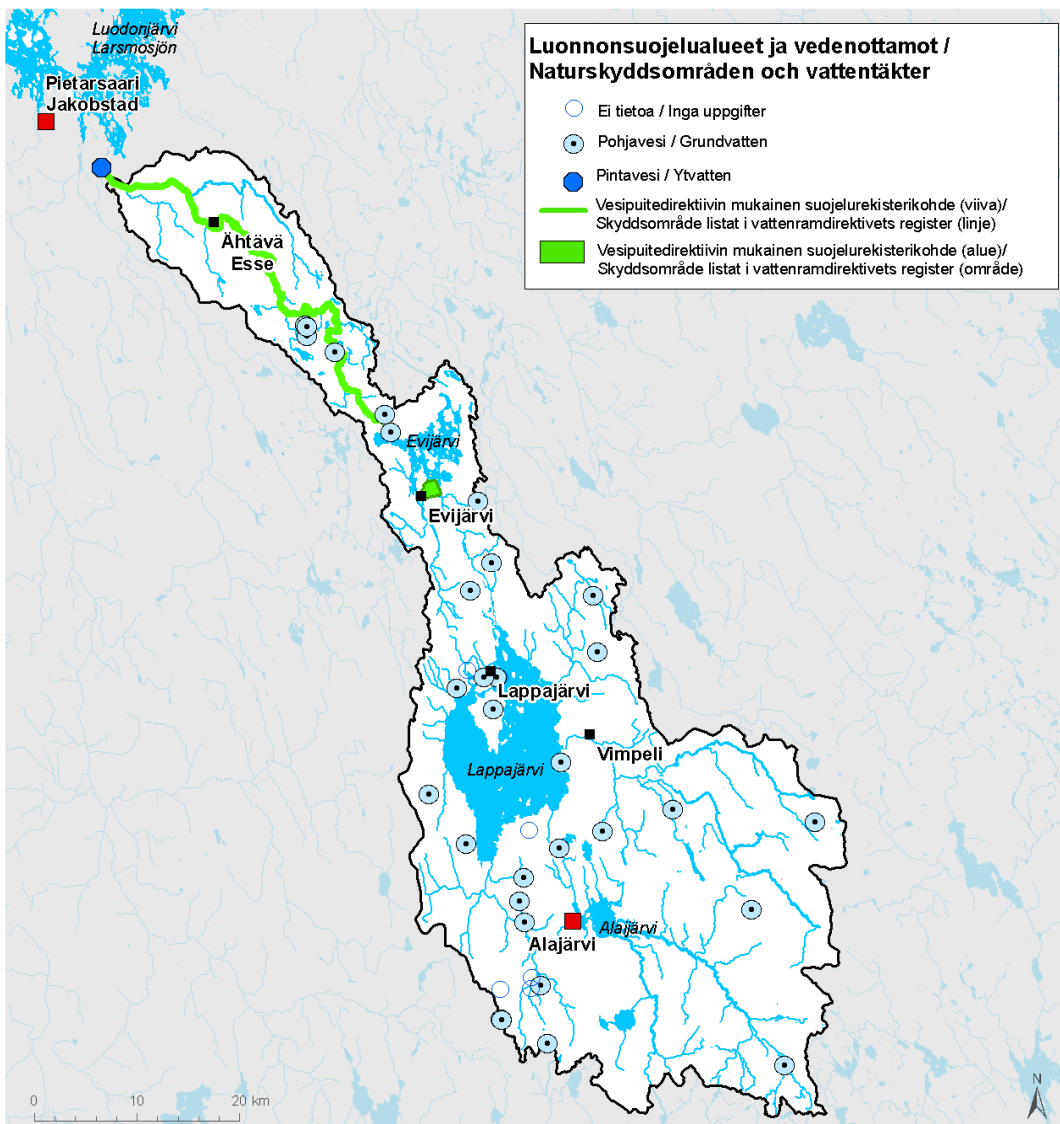 Luodonjärvi
Larsmosjön
Pietarsaari
Jakobstad
Luonnonsuojelualueet ja vedenottamot /
Naturskyddsområden och vattentäkter
Ei tietoa / Inga uppgifter
Pohjavesi / Grundvatten
Pintavesi / Ytvatten
Vesipuitedirektiivin mukainen suojelurekisterikohde (viiva)/
Skyddsområde listat i vattenramdirektivets register (linje)
Vesipuitedirektiivin mukainen suojelurekisterikohde (alue)/
Skyddsområde listat i vattenramdirektivets register (område)
Ähtävä
Esse
Evijärvi
Evijärvi
Lappajärvi
Vimpeli
Lappajärvi
Alaijärvi
Alajärvi
0 10 20 km
N